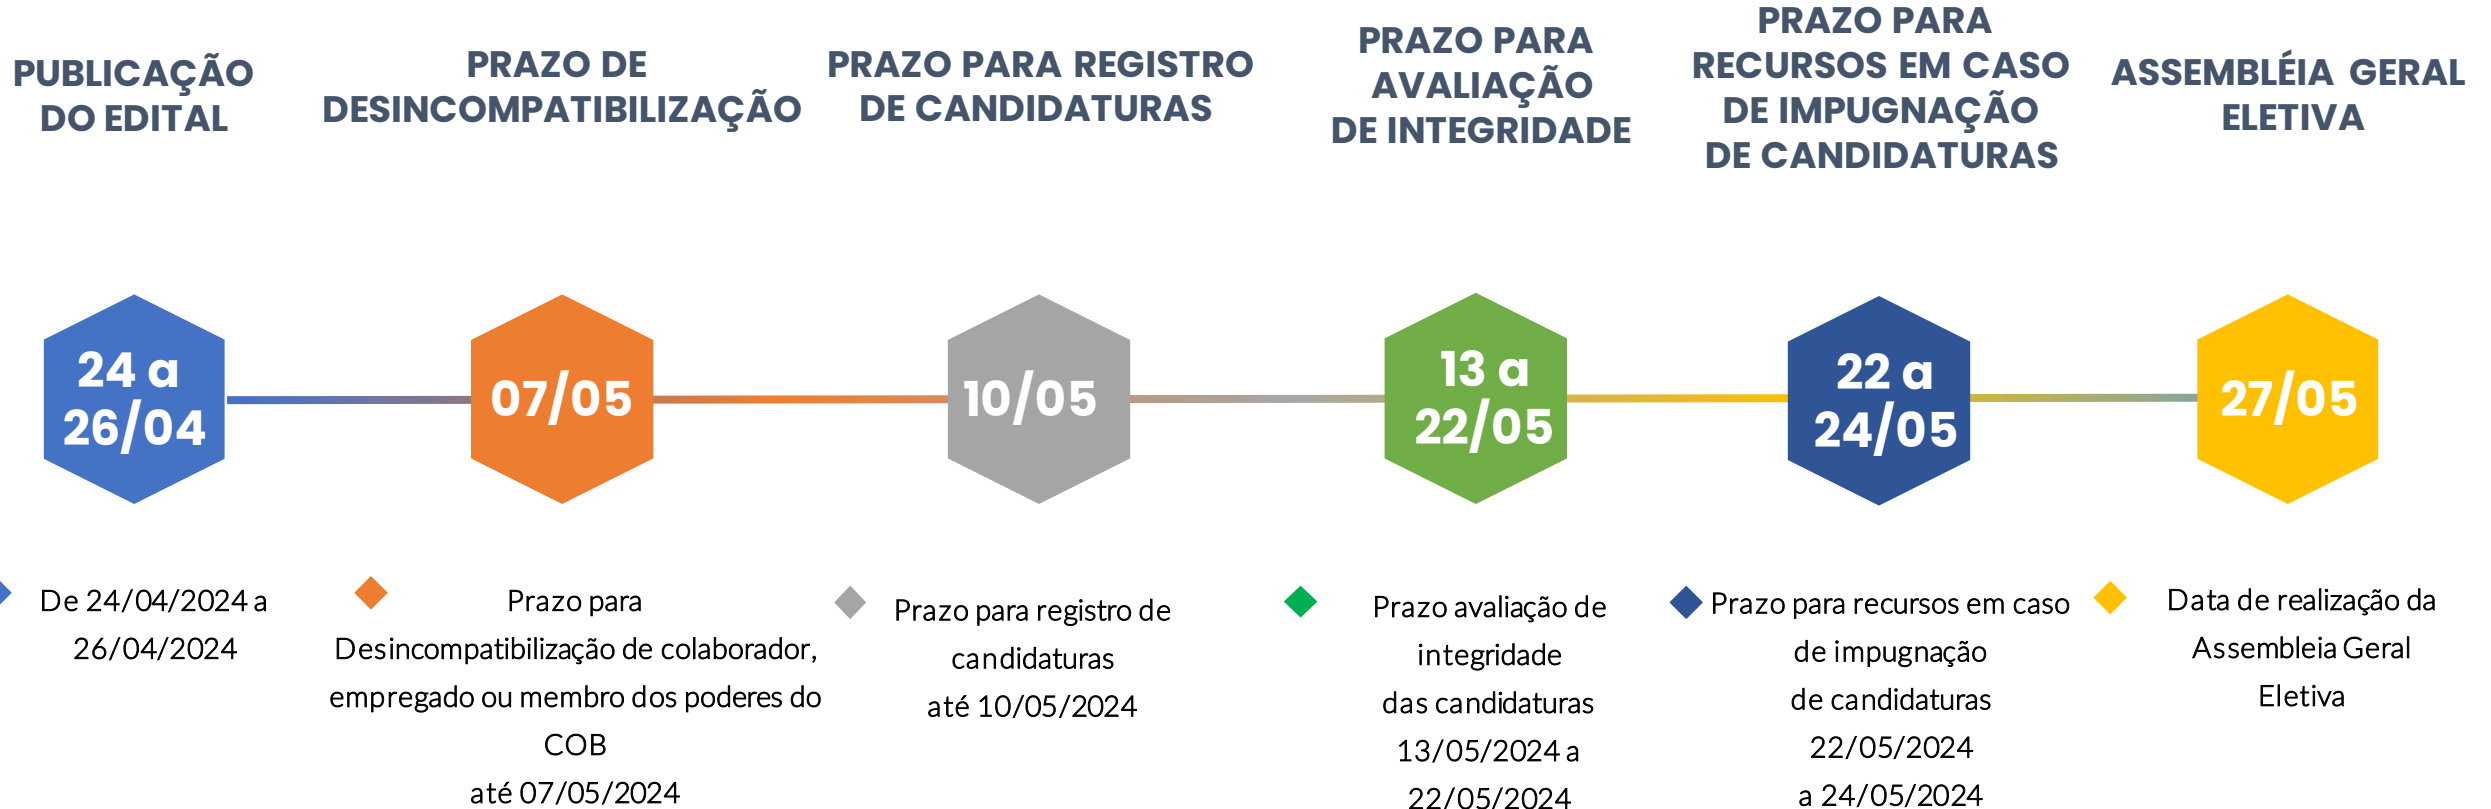 PUBLICAÇÃO
DO EDITAL
PRAZO DE
DESINCOMPATIBILIZAÇÃO
PRAZO PARA REGISTRO
DE CANDIDATURAS
PRAZO PARA
AVALIAÇÃO
DE INTEGRIDADE
PRAZO PARA
RECURSOS EM CASO
DE IMPUGNAÇÃO
DE CANDIDATURAS
ASSEMBLÉIA GERAL
ELETIVA
24 a
26/04
07/05
10/05
13 a
22/05
22 a
24/05
27/05
De 24/04/2024 a
26/04/2024
Prazo para
Desincompatibilização de colaborador,
empregado ou membro dos poderes do
COB
até 07/05/2024
Prazo para registro de
candidaturas
até 10/05/2024
Prazo avaliação de
integridade
das candidaturas
13/05/2024 a
22/05/2024
Prazo para recursos em caso
de impugnação
de candidaturas
22/05/2024
a 24/05/2024
Data de realização da
Assembleia Geral
Eletiva